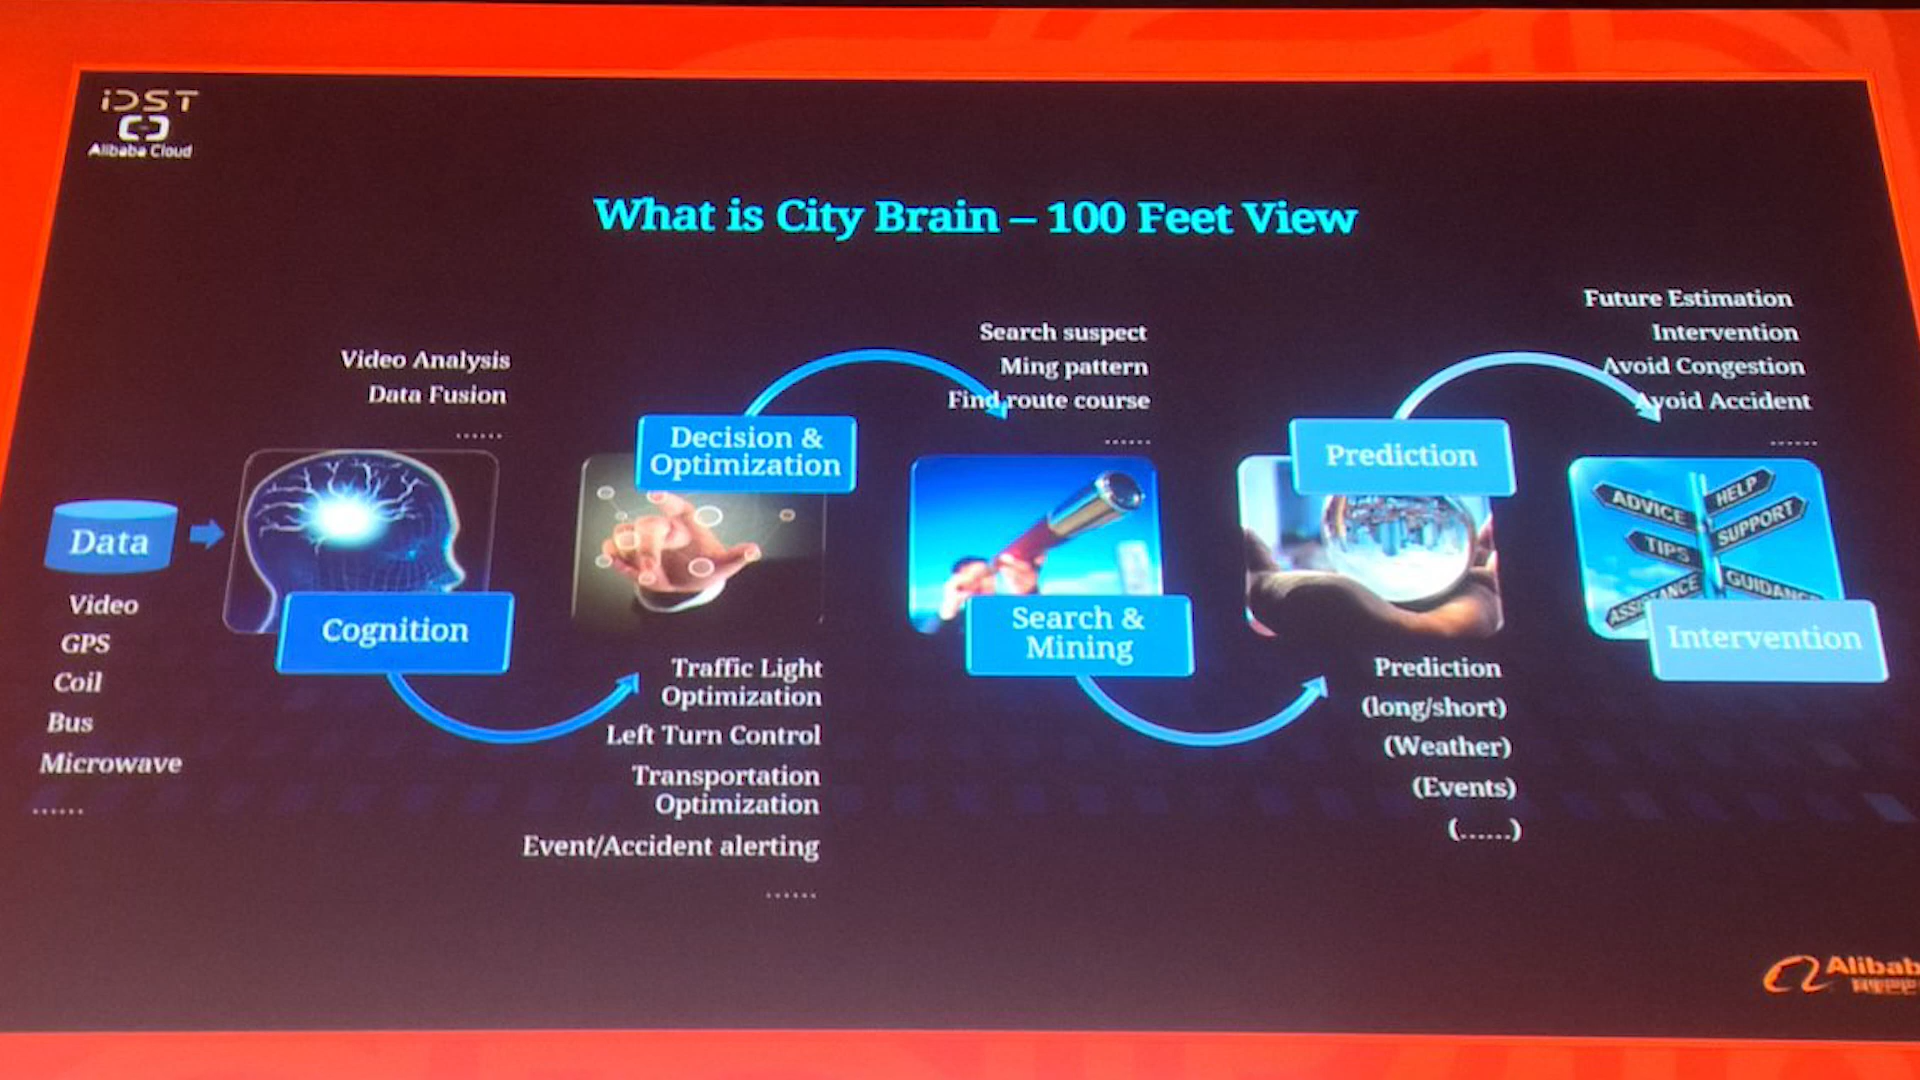 iDST
Alibaba Cloud
What is City Brain – 100 Feet View
Data
Video
GPS
Coil
Bus
Microwave
......
Video Analysis
Data Fusion
......
Cognition
Decision &
Optimization
Traffic Light
Optimization
Left Turn Control
Transportation
Optimization
Event/Accident alerting
......
Search suspect
Ming pattern
Find route course
......
Search &
Mining
Prediction
Prediction
(long/short)
(Weather)
(Events)
(......)
Future Estimation
Intervention
Avoid Congestion
Avoid Accident
......
ADVICE
HELP
SUPPORT
TIPS
ASSISTANCE
GUIDANC
Intervention
Alibab